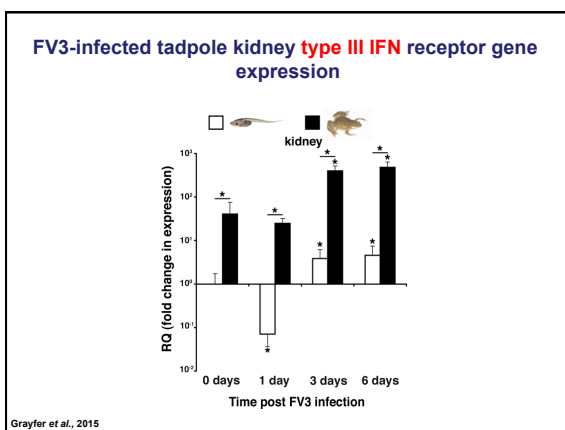 FV3-infected tadpole kidney type III IFN receptor gene
expression
kidney
RQ (fold change in expression)
10³
10²
10¹
10⁰
10⁻¹
10⁻²
* * * * * * * * * *
0 days 1 day 3 days 6 days
Time post FV3 infection
Grayfer et al., 2015